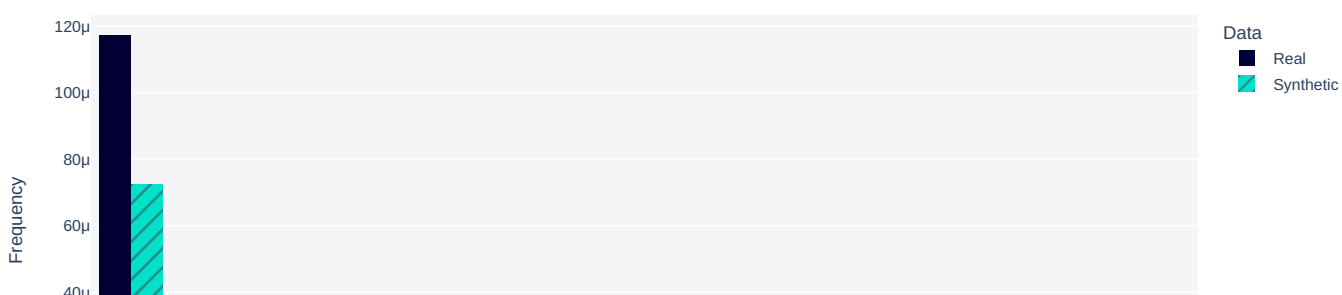 120μ
100μ
80μ
60μ
40μ
Frequency
Data
Real
Synthetic